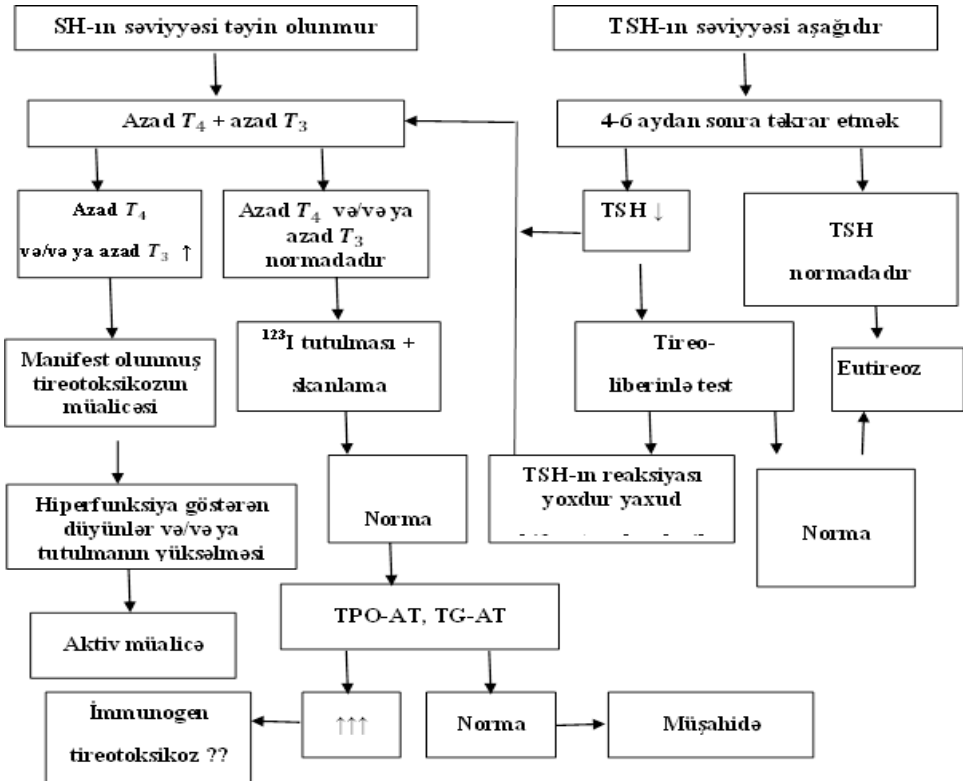 SH-ın səviyyəsi təyin olunmur
TSH-ın səviyyəsi aşağıdır
Azad T₄ + azad T₃
4-6 aydan sonra təkrar etmək
Azad T₄
və/və ya azad T₃ ↑
Azad T₄ və/və ya
azad T₃
normadadır
TSH ↓
TSH
normadadır
Manifest olunmuş
tireotoksikozun
müalicəsi
¹²³I tutulması +
skanlama
Tireo-
liberinlə test
Eutireoz
Hiperfunksiya göstərən
düyünlər və/və ya
tutulmanın yüksəlməsi
Norma
TSH-ın reaksiyası
yoxdur yaxud
Norma
Aktiv müalicə
TPO-AT, TG-AT
İmmunogen
tireotoksikoz ??
↑↑↑
Norma
Müşahidə